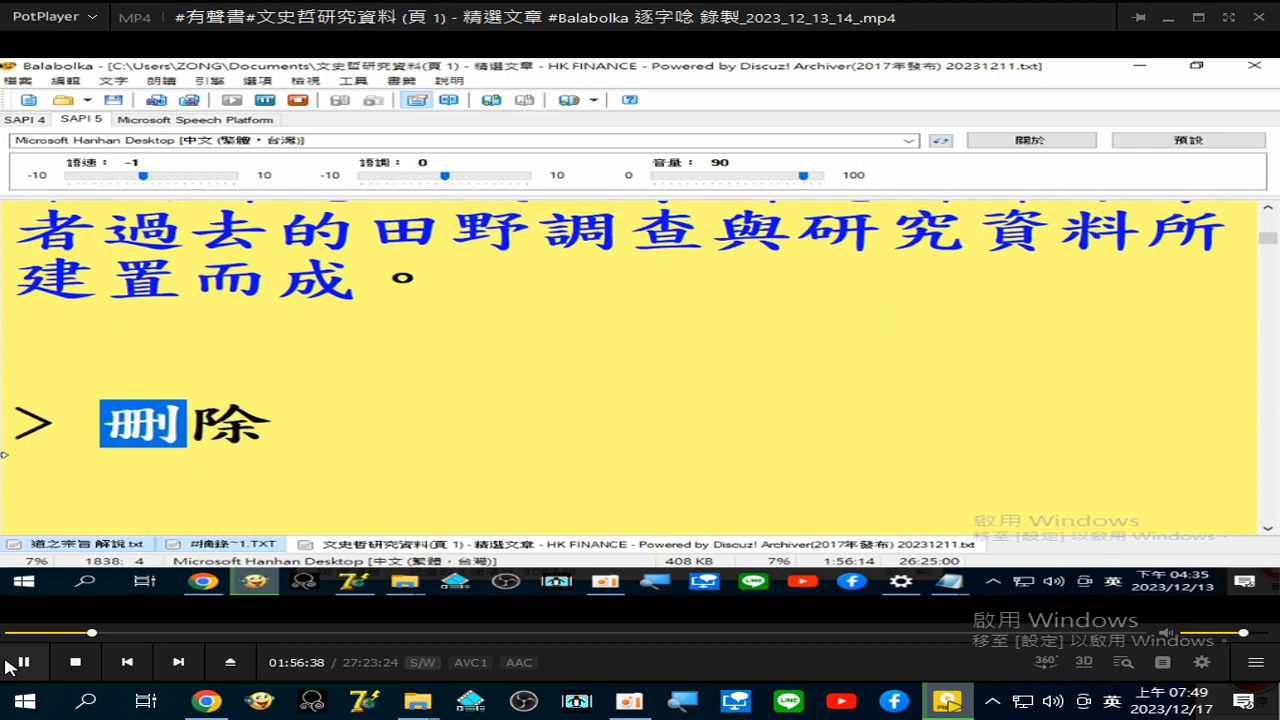 PotPlayer MP4 #有聲書#文史哲研究資料 (頁 1) - 精選文章 #Balabolka 逐字唸 錄製_2023_12_13_14_.mp4
Balabolka - [C:\Users\ZONG\Documents\文史哲研究資料(頁 1) - 精選文章 - HK FINANCE - Powered by Discuz! Archiver(2017年發布) 20231211.txt]
檔案 編輯 文字 朗讀 引擎 選項 檢視 工具 書籤 說明
SAPI 4 SAPI 5 Microsoft Speech Platform
Microsoft Hanhan Desktop [中文 (繁體，台灣)] 關於 預設
語速： -1 語調： 0 音量： 90
-10 10 -10 10 0 100
者過去的田野調查與研究資料所
建置而成。
> 刪除
啟用 Windows
移至 [設定] 以啟用 Windows。
道之宗旨 解說.txt #摘錄~1.TXT 文史哲研究資料(頁 1) - 精選文章 - HK FINANCE - Powered by Discuz! Archiver(2017年發布) 20231211.txt
7% 1838: 4 Microsoft Hanhan Desktop [中文 (繁體，台灣)] 408 KB 7% 1:56:14 26:25:00
英 下午 04:35
2023/12/13
啟用 Windows
移至 [設定] 以啟用 Windows。
01:56:38 / 27:23:24 S/W AVC1 AAC 360° 3D
英 上午 07:49
2023/12/17